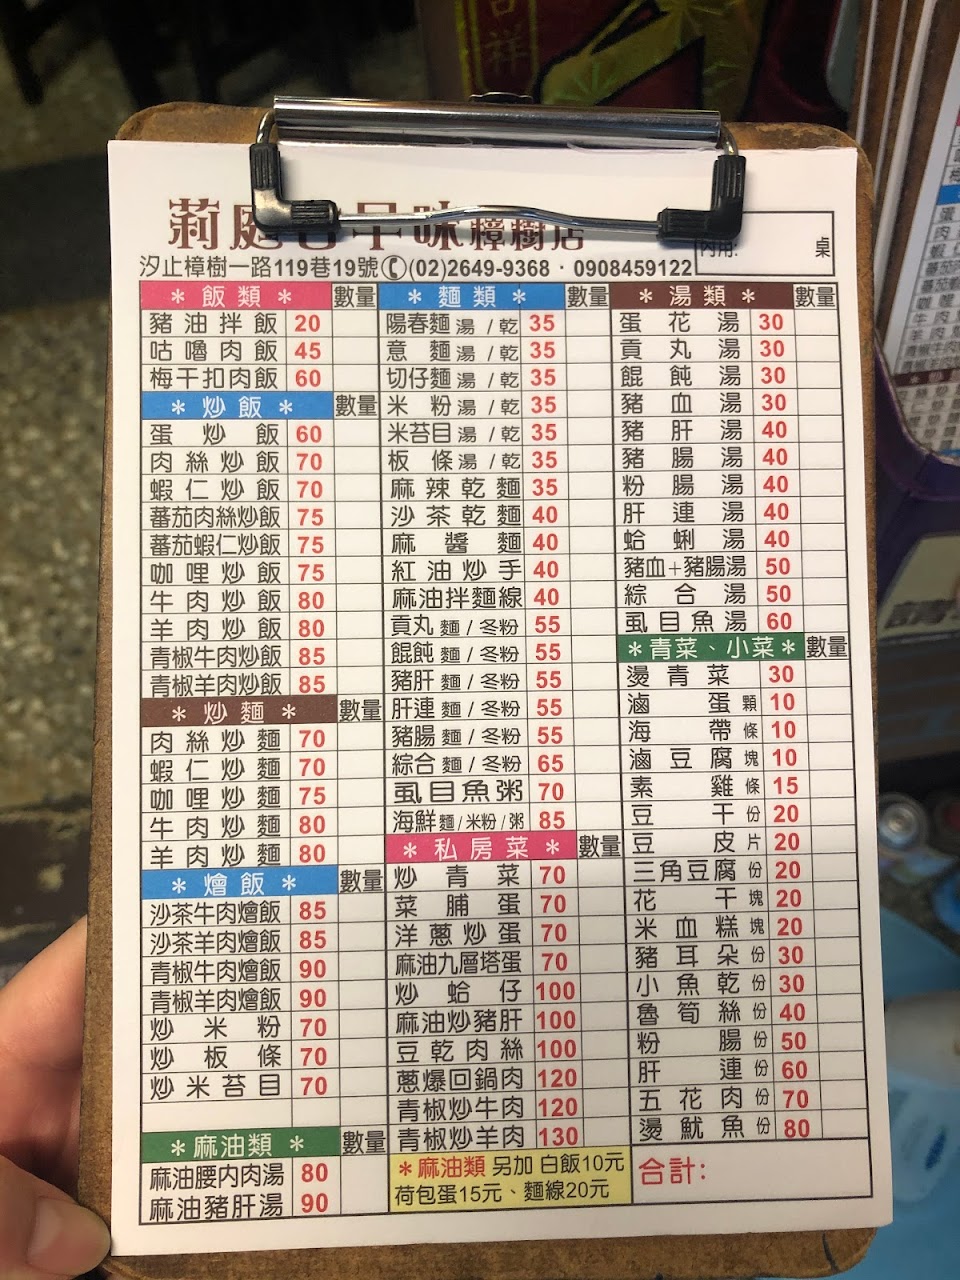 吉祥
莉庭古早味樟樹店
汐止樟樹一路119巷19號 (02)2649-9368 · 0908459122
內用: 桌
* 飯類 * 數量
豬油拌飯 20
咕嚕肉飯 45
梅干扣肉飯 60
* 炒飯 * 數量
蛋炒飯 60
肉絲炒飯 70
蝦仁炒飯 70
蕃茄肉絲炒飯 75
蕃茄蝦仁炒飯 75
咖哩炒飯 75
牛肉炒飯 80
羊肉炒飯 80
青椒牛肉炒飯 85
青椒羊肉炒飯 85
* 炒麵 * 數量
肉絲炒麵 70
蝦仁炒麵 70
咖哩炒麵 75
牛肉炒麵 80
羊肉炒麵 80
* 燴飯 * 數量
沙茶牛肉燴飯 85
沙茶羊肉燴飯 85
青椒牛肉燴飯 90
青椒羊肉燴飯 90
炒米粉 70
炒板條 70
炒米苔目 70
* 麻油類 * 數量
麻油腰內肉湯 80
麻油豬肝湯 90
* 麵類 * 數量
陽春麵 湯 / 乾 35
意麵 湯 / 乾 35
切仔麵 湯 / 乾 35
米粉 湯 / 乾 35
米苔目 湯 / 乾 35
板條 湯 / 乾 35
麻辣乾麵 35
沙茶乾麵 40
麻醬麵 40
紅油炒手 40
麻油拌麵線 40
貢丸 麵 / 冬粉 55
餛飩 麵 / 冬粉 55
豬肝 麵 / 冬粉 55
肝連 麵 / 冬粉 55
豬腸 麵 / 冬粉 55
綜合 麵 / 冬粉 65
虱目魚粥 70
海鮮 麵 / 米粉 / 粥 85
* 私房菜 * 數量
炒青菜 70
菜脯蛋 70
洋蔥炒蛋 70
麻油九層塔蛋 70
炒蛤仔 100
麻油炒豬肝 100
豆乾肉絲 100
蔥爆回鍋肉 120
青椒炒牛肉 120
青椒炒羊肉 130
* 麻油類 另加 白飯10元
荷包蛋15元、麵線20元
* 湯類 * 數量
蛋花湯 30
貢丸湯 30
餛飩湯 30
豬血湯 30
豬肝湯 40
豬腸湯 40
粉腸湯 40
肝連湯 40
蛤蜊湯 40
豬血+豬腸湯 50
綜合湯 50
虱目魚湯 60
* 青菜、小菜 * 數量
燙青菜 30
滷蛋 顆 10
海帶 條 10
滷豆腐 塊 10
素雞 條 15
豆干 份 20
豆皮 片 20
三角豆腐 份 20
花干 塊 20
米血糕 塊 20
豬耳朵 份 30
小魚乾 份 30
魯筍絲 份 40
粉腸 份 50
肝連 份 60
五花肉 份 70
燙魷魚 份 80
合計: